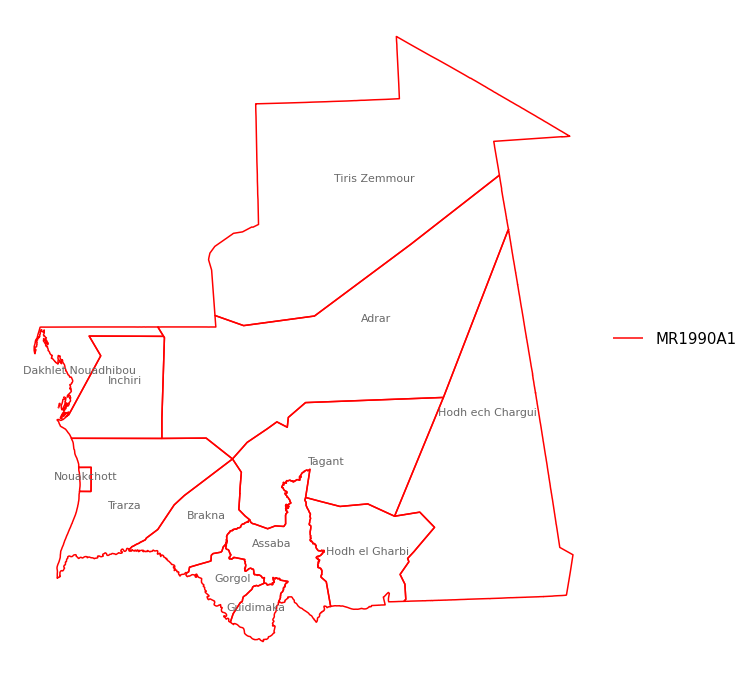 Tiris Zemmour
Adrar
MR1990A1
Dakhlet Nouadhibou
Inchiri
Hodh ech Chargui
Tagant
Nouakchott
Trarza
Brakna
Assaba
Hodh el Gharbi
Gorgol
Guidimaka